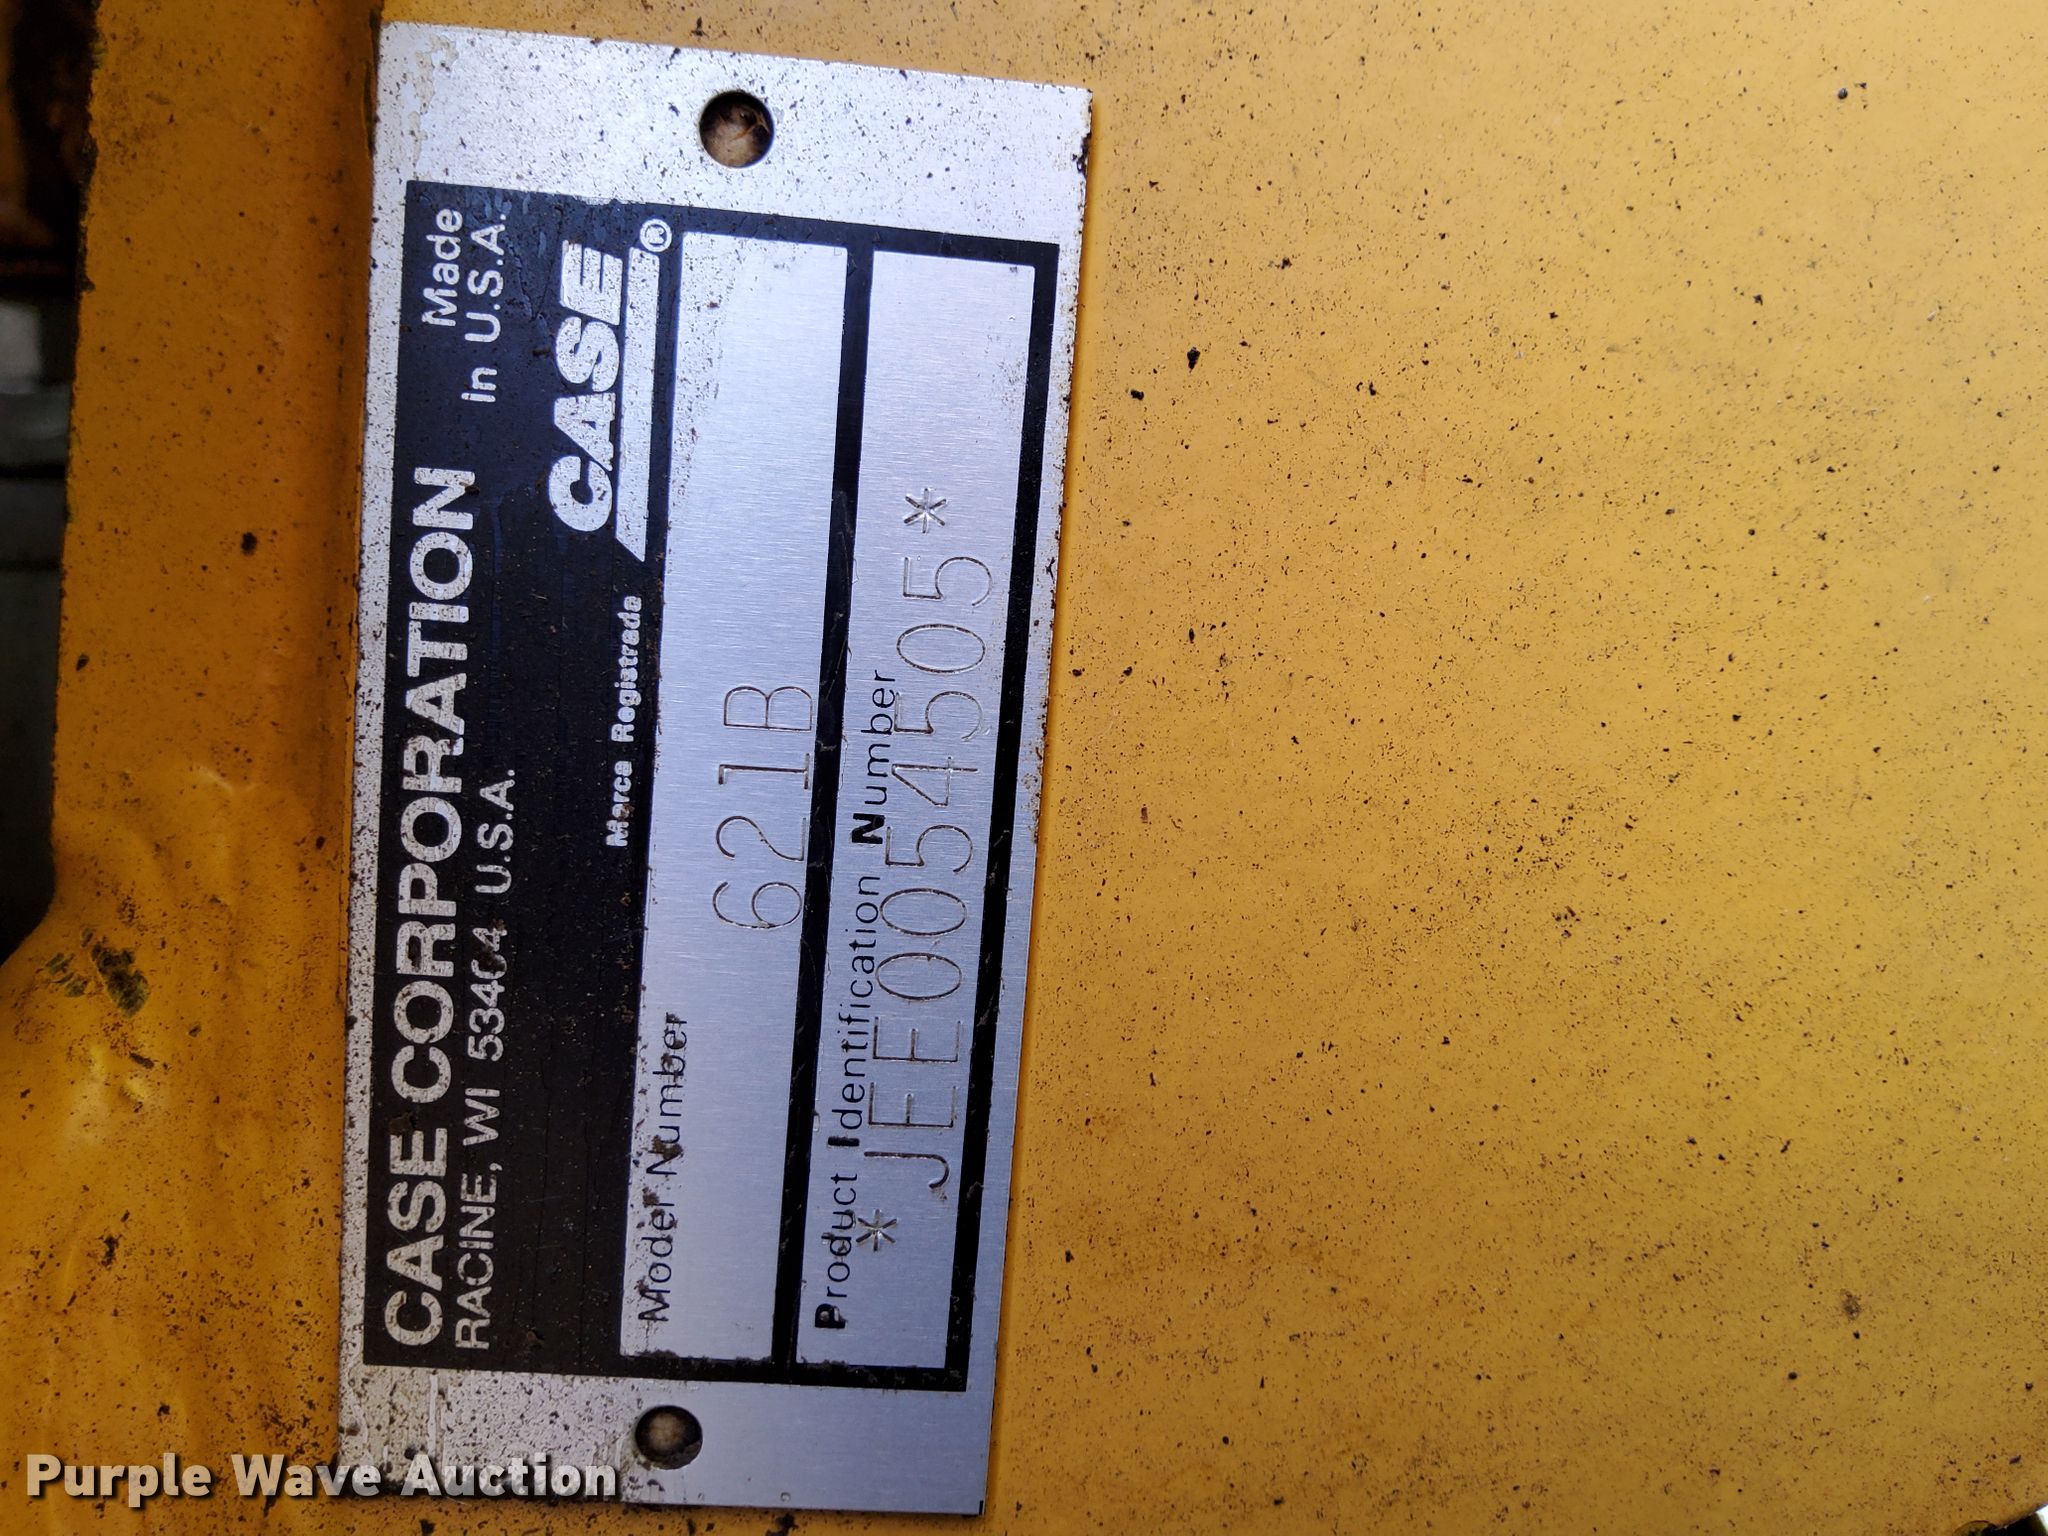 CASE CORPORATION
Made
in U.S.A.
RACINE, WI 53404 U.S.A.
CASE®
Marca Registrada
Model Number
621B
Product Identification Number
*JEE0054505*
Purple Wave Auction